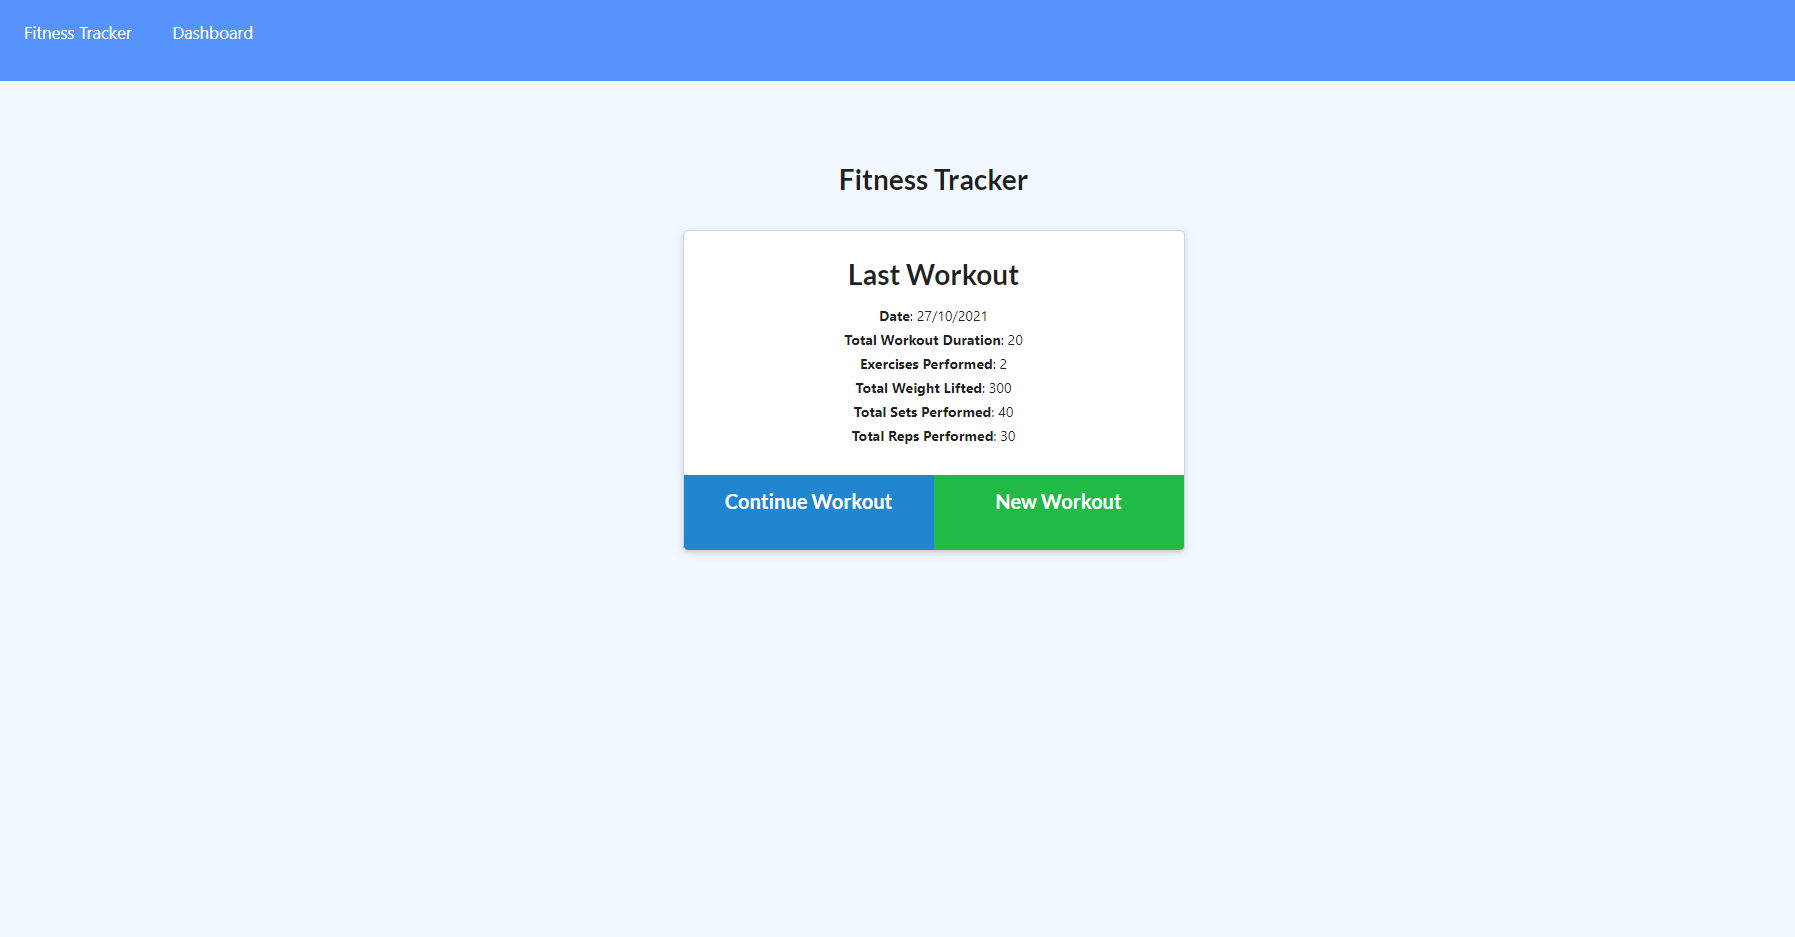 Fitness Tracker Dashboard
Fitness Tracker
Last Workout
Date: 27/10/2021
Total Workout Duration: 20
Exercises Performed: 2
Total Weight Lifted: 300
Total Sets Performed: 40
Total Reps Performed: 30
Continue Workout New Workout